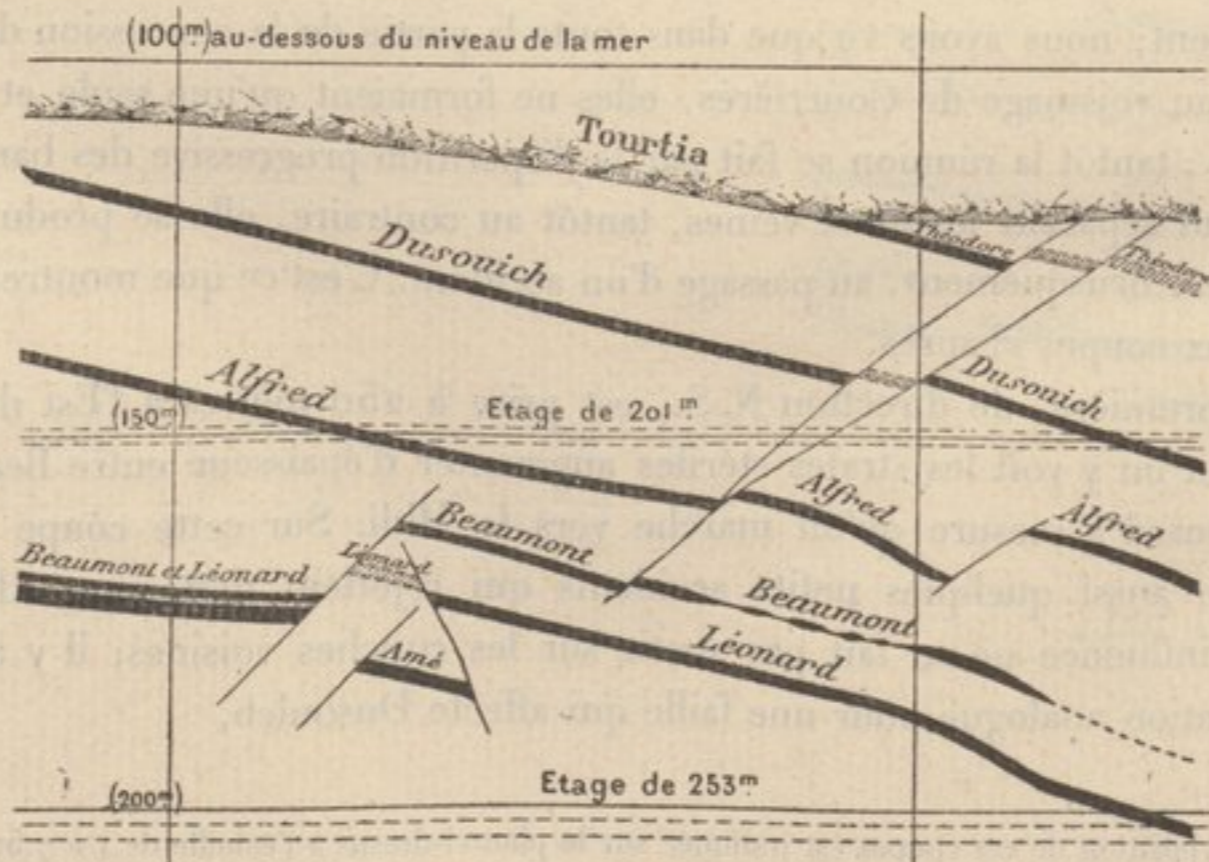 (100m) au-dessous du niveau de la mer
Tourtia
Théodore
Théodore
Dusouich
Dusouich
Alfred
Etage de 201m
(150m)
Alfred
Alfred
Beaumont
Léonard
Beaumont et Léonard
Beaumont
Léonard
Amé
Etage de 253m
(200m)